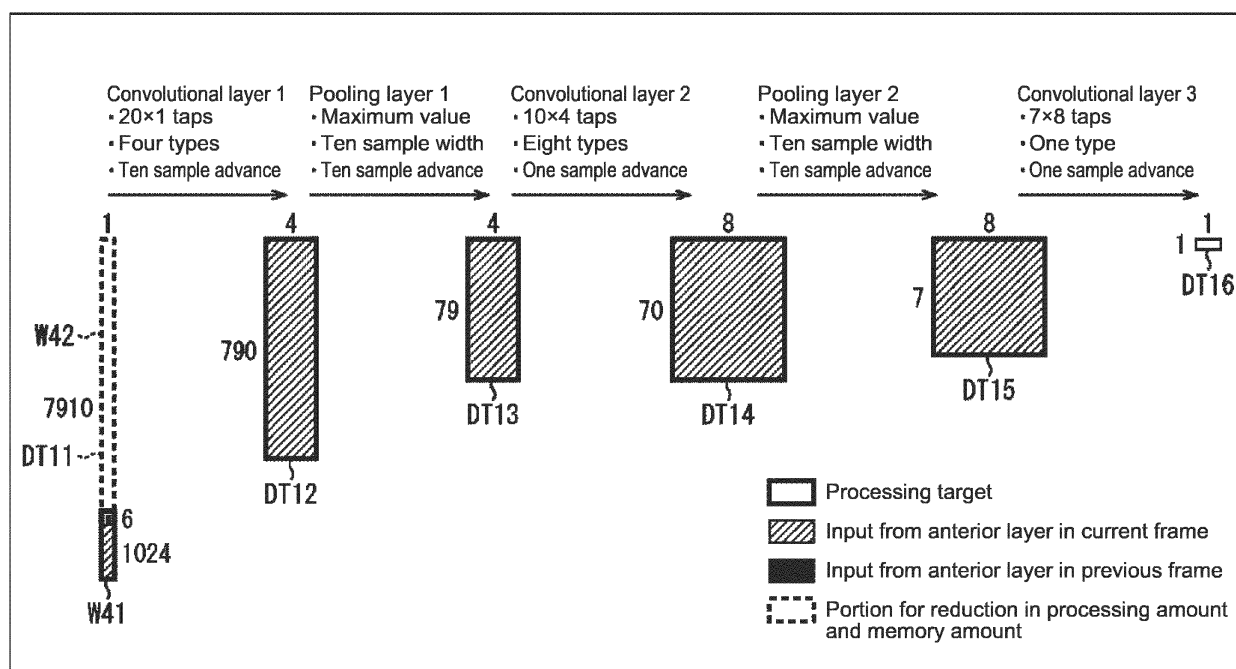 Convolutional layer 1
・20×1 taps
・Four types
・Ten sample advance
Pooling layer 1
・Maximum value
・Ten sample width
・Ten sample advance
Convolutional layer 2
・10×4 taps
・Eight types
・One sample advance
Pooling layer 2
・Maximum value
・Ten sample width
・Ten sample advance
Convolutional layer 3
・7×8 taps
・One type
・One sample advance
1
4
4
8
8
1
1
DT16
W42
7910
DT11
6
1024
W41
790
DT12
79
DT13
70
DT14
7
DT15
Processing target
Input from anterior layer in current frame
Input from anterior layer in previous frame
Portion for reduction in processing amount
and memory amount